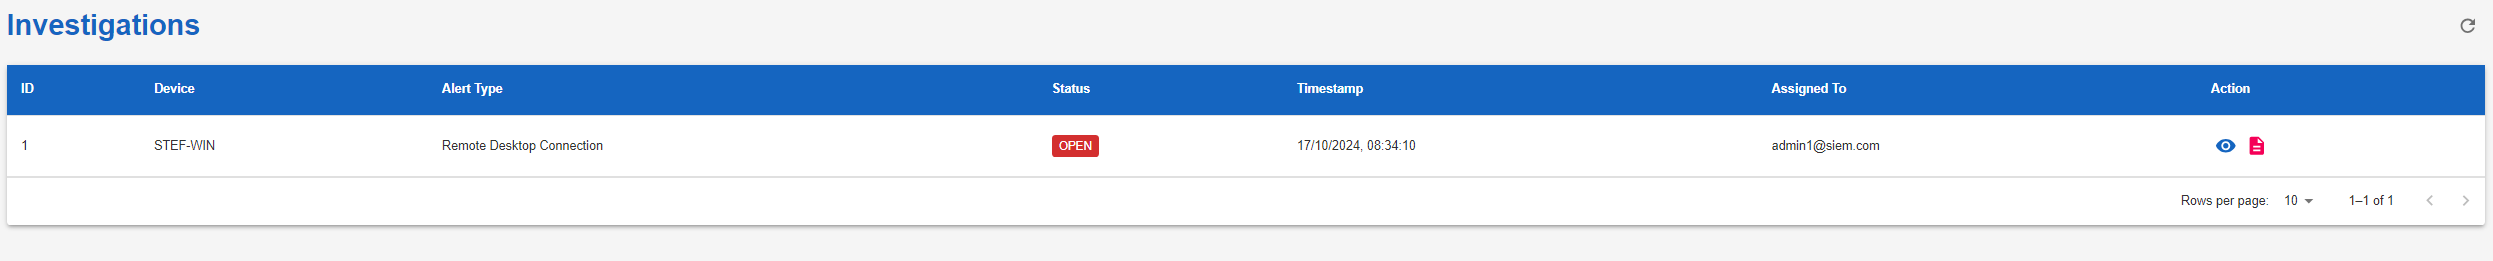 Investigations
ID Device Alert Type Status Timestamp Assigned To Action
1 STEF-WIN Remote Desktop Connection OPEN 17/10/2024, 08:34:10 admin1@siem.com
Rows per page: 10 1–1 of 1